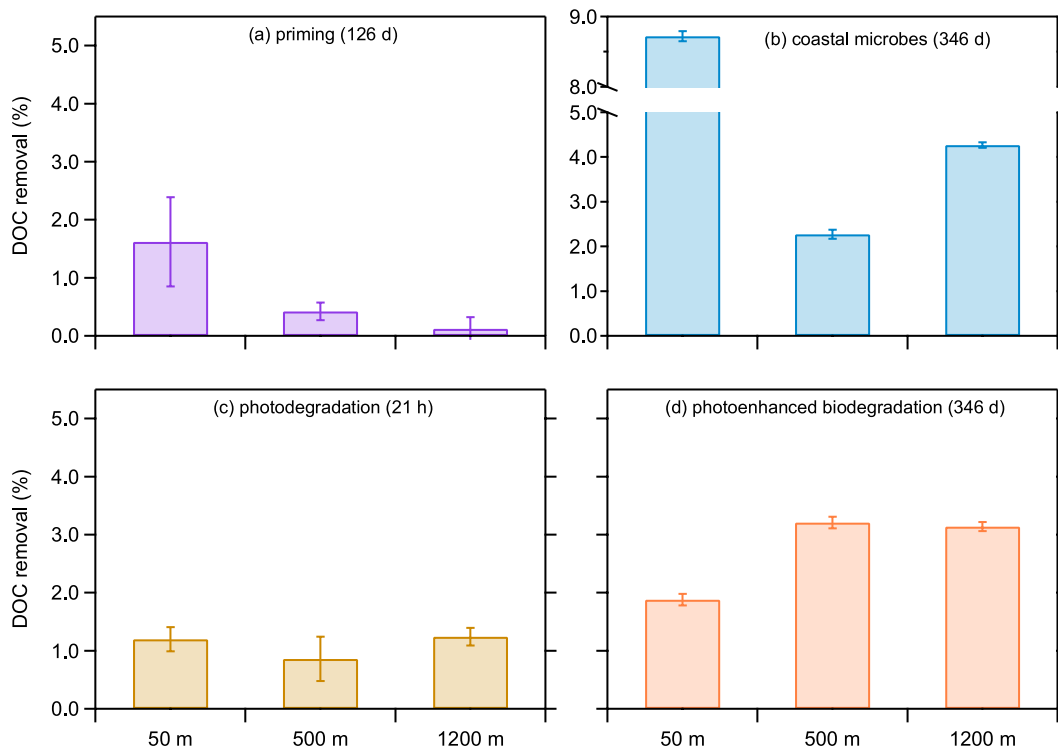 (a) priming (126 d)
5.0
4.0
3.0
2.0
1.0
0.0
DOC removal (%)
(b) coastal microbes (346 d)
9.0
8.0
5.0
4.0
3.0
2.0
1.0
0.0
(c) photodegradation (21 h)
5.0
4.0
3.0
2.0
1.0
0.0
DOC removal (%)
50 m 500 m 1200 m
(d) photoenhanced biodegradation (346 d)
50 m 500 m 1200 m